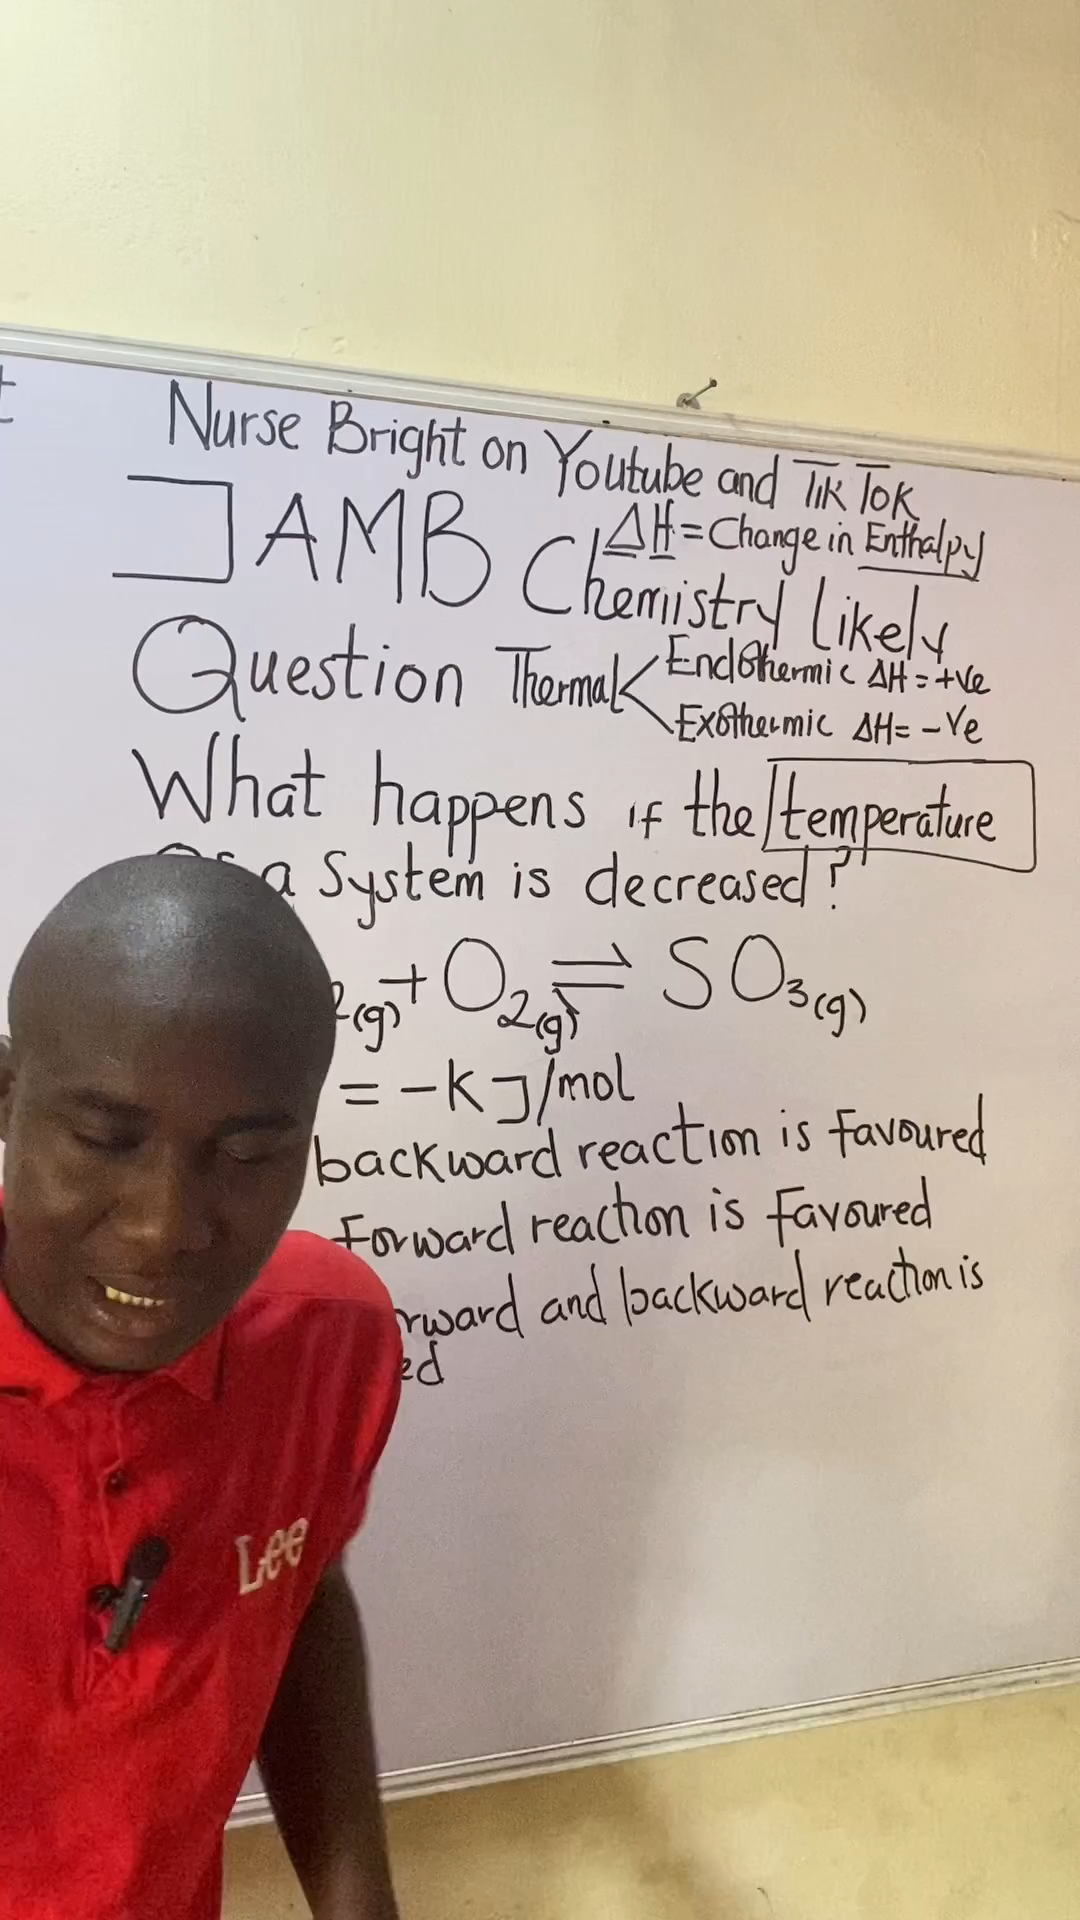 Nurse Bright on Youtube and TikTok
JAMB Chemistry Likely
ΔH = Change in Enthalpy
Question Thermal
Endothermic ΔH = +Ve
Exothermic ΔH = -Ve
What happens if the temperature
a System is decreased?
2(g) + O2(g) ⇌ SO3(g)
= -KJ/mol
backward reaction is favoured
Forward reaction is favoured
and backward reaction is
Lee